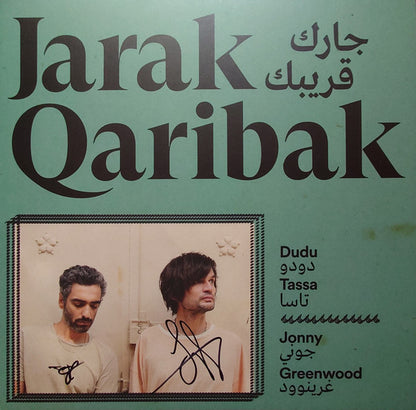 Jarak
جارك
Qaribak
قريبك
Dudu
دودو
Tassa
تاسا
Jonny
جوني
Greenwood
غرينوود